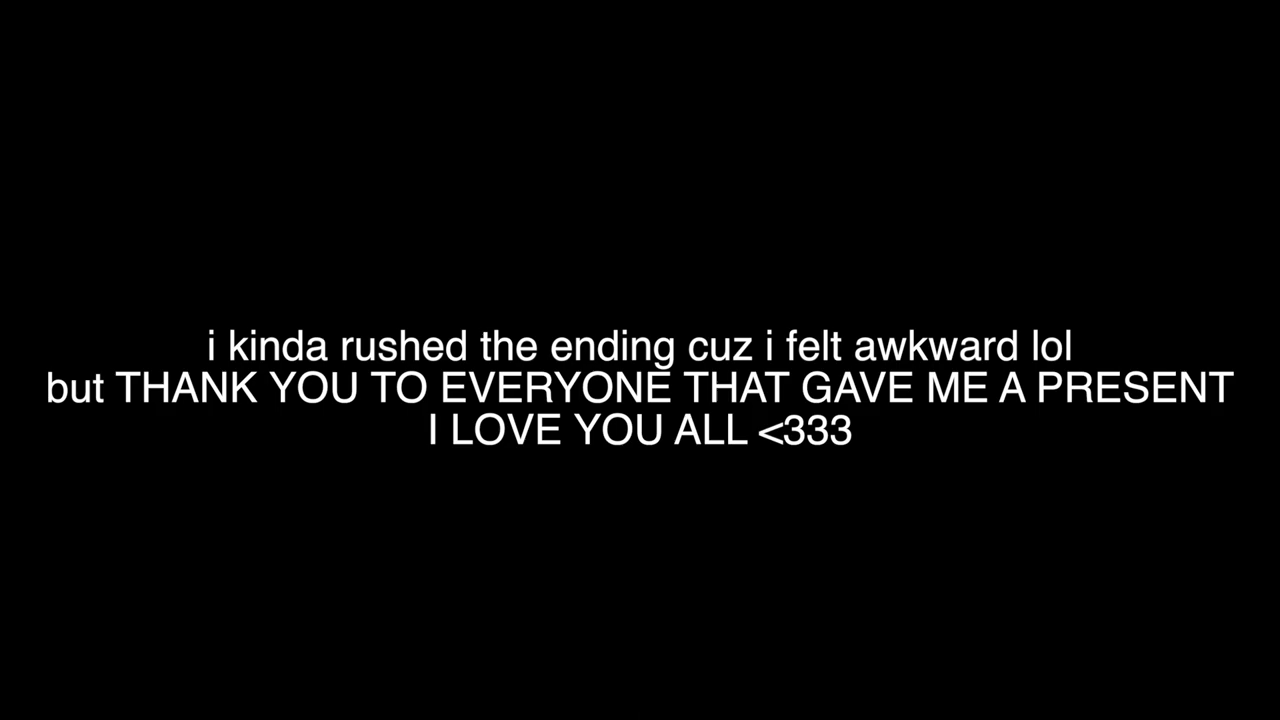 i kinda rushed the ending cuz i felt awkward lol
but THANK YOU TO EVERYONE THAT GAVE ME A PRESENT
I LOVE YOU ALL <333